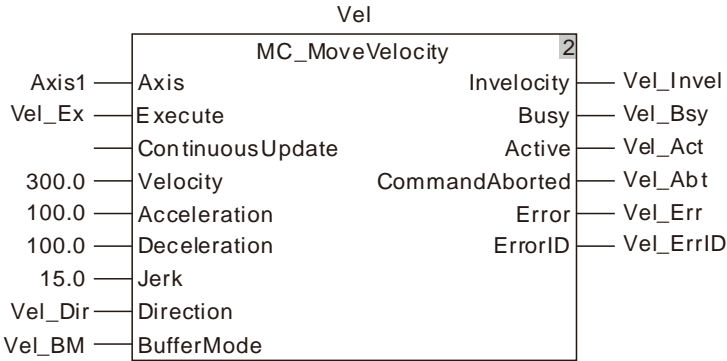 Vel
MC_MoveVelocity 2
Axis1 Axis Invelocity Vel_Invel
Vel_Ex Execute Busy Vel_Bsy
ContinuousUpdate Active Vel_Act
300.0 Velocity CommandAborted Vel_Abt
100.0 Acceleration Error Vel_Err
100.0 Deceleration ErrorID Vel_ErrID
15.0 Jerk
Vel_Dir Direction
Vel_BM BufferMode